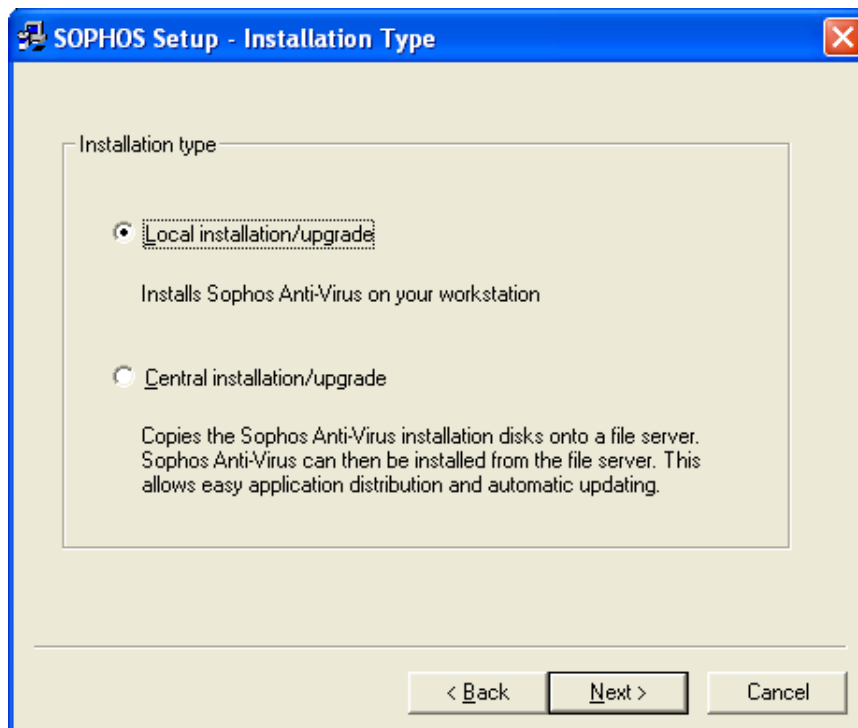 SOPHOS Setup - Installation Type
Installation type
Local installation/upgrade
Installs Sophos Anti-Virus on your workstation
Central installation/upgrade
Copies the Sophos Anti-Virus installation disks onto a file server.
Sophos Anti-Virus can then be installed from the file server. This
allows easy application distribution and automatic updating.
< Back Next > Cancel